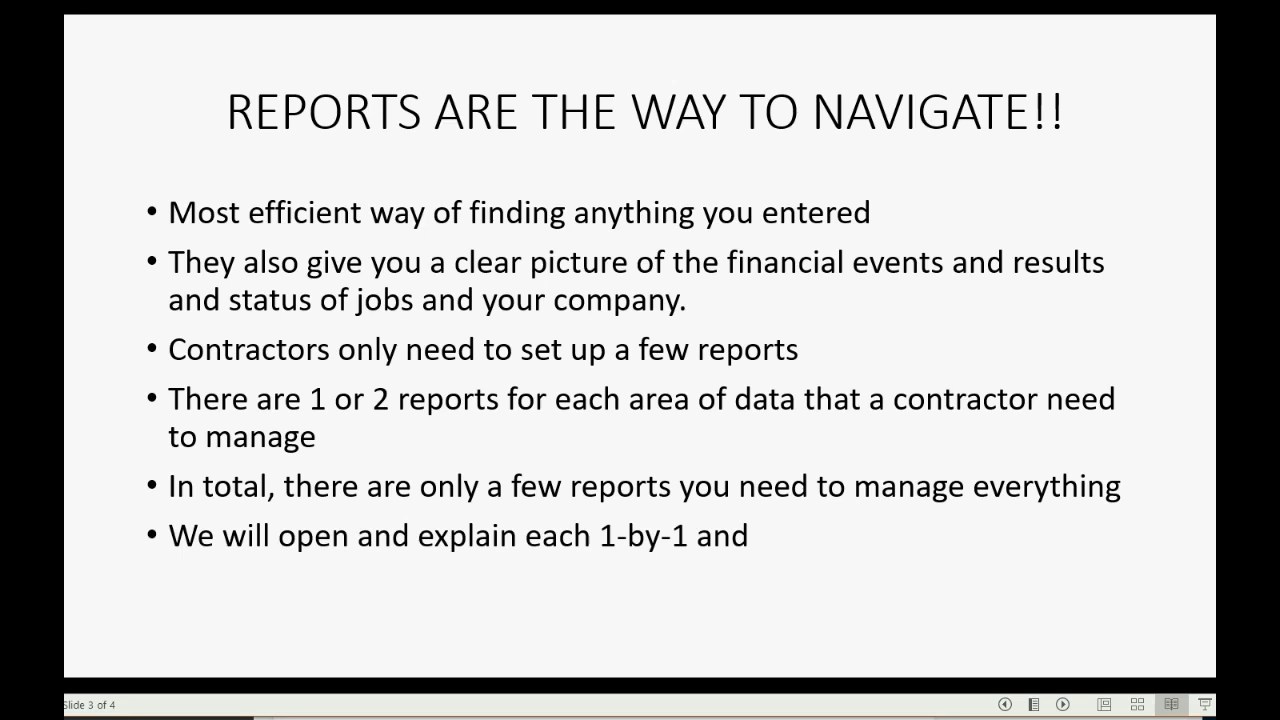 REPORTS ARE THE WAY TO NAVIGATE!!
• Most efficient way of finding anything you entered
• They also give you a clear picture of the financial events and results
and status of jobs and your company.
• Contractors only need to set up a few reports
• There are 1 or 2 reports for each area of data that a contractor need
to manage
• In total, there are only a few reports you need to manage everything
• We will open and explain each 1-by-1 and
Slide 3 of 4